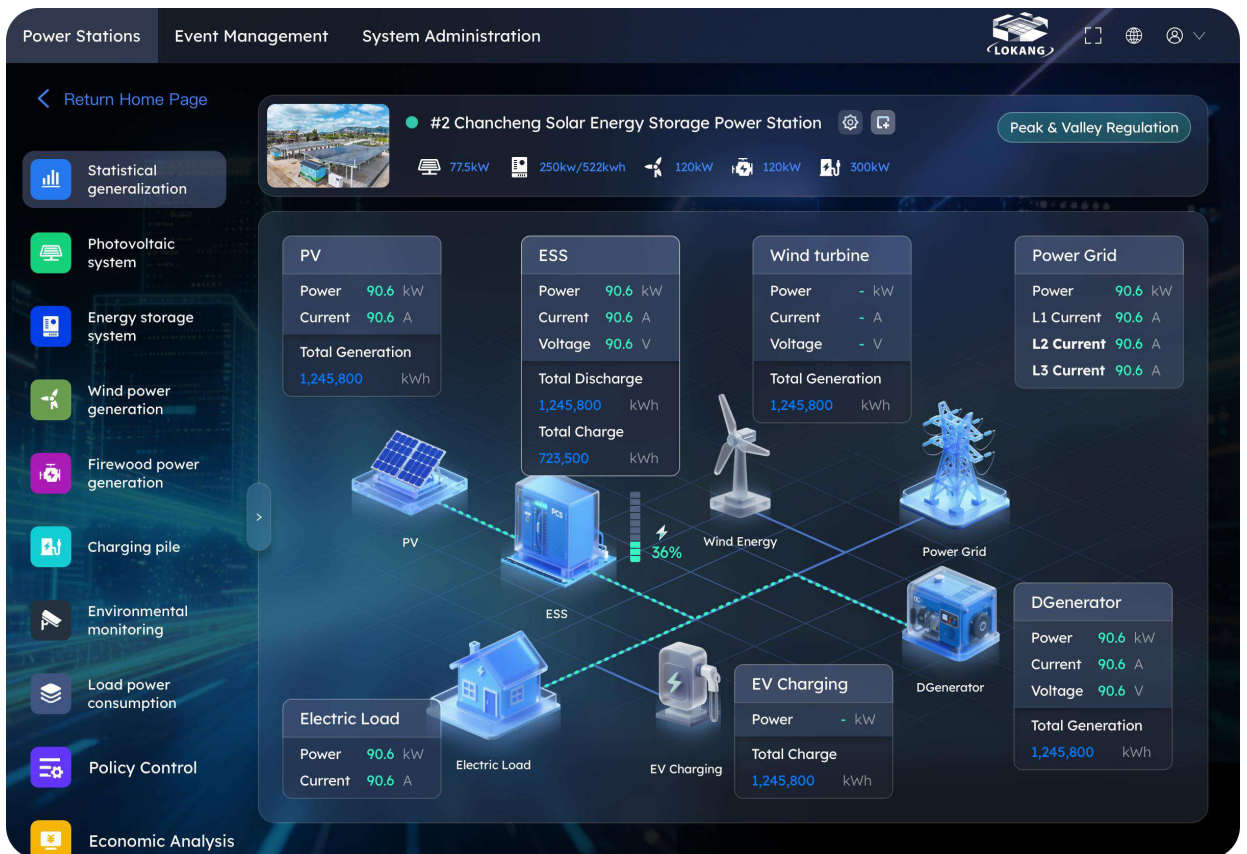 Power Stations
Event Management
System Administration
LOKANG
Return Home Page
#2 Chancheng Solar Energy Storage Power Station
Peak & Valley Regulation
77.5kW
250kw/522kwh
120kW
120kW
300kW
Statistical
generalization
Photovoltaic
system
Energy storage
system
Wind power
generation
Firewood power
generation
Charging pile
Environmental
monitoring
Load power
consumption
Policy Control
Economic Analysis
PV
Power 90.6 kW
Current 90.6 A
Total Generation
1,245,800 kWh
ESS
Power 90.6 kW
Current 90.6 A
Voltage 90.6 V
Total Discharge
1,245,800 kWh
Total Charge
723,500 kWh
Wind turbine
Power - kW
Current - A
Voltage - V
Total Generation
1,245,800 kWh
Power Grid
Power 90.6 kW
L1 Current 90.6 A
L2 Current 90.6 A
L3 Current 90.6 A
PV
PCS
36%
ESS
Wind Energy
Power Grid
DGenerator
DGenerator
Power 90.6 kW
Current 90.6 A
Voltage 90.6 V
Total Generation
1,245,800 kWh
Electric Load
Power 90.6 kW
Current 90.6 A
Electric Load
EV Charging
EV Charging
Power - kW
Total Charge
1,245,800 kWh